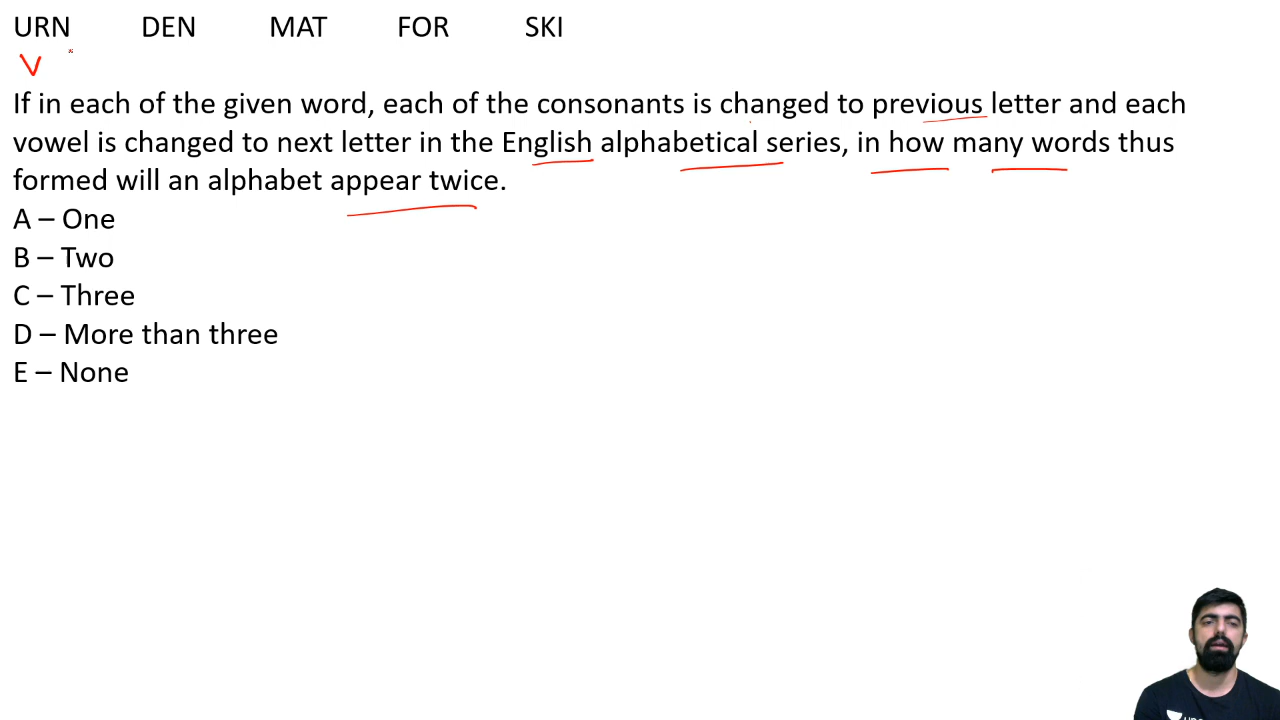 URN DEN MAT FOR SKI
V
If in each of the given word, each of the consonants is changed to previous letter and each
vowel is changed to next letter in the English alphabetical series, in how many words thus
formed will an alphabet appear twice.
A – One
B – Two
C – Three
D – More than three
E – None